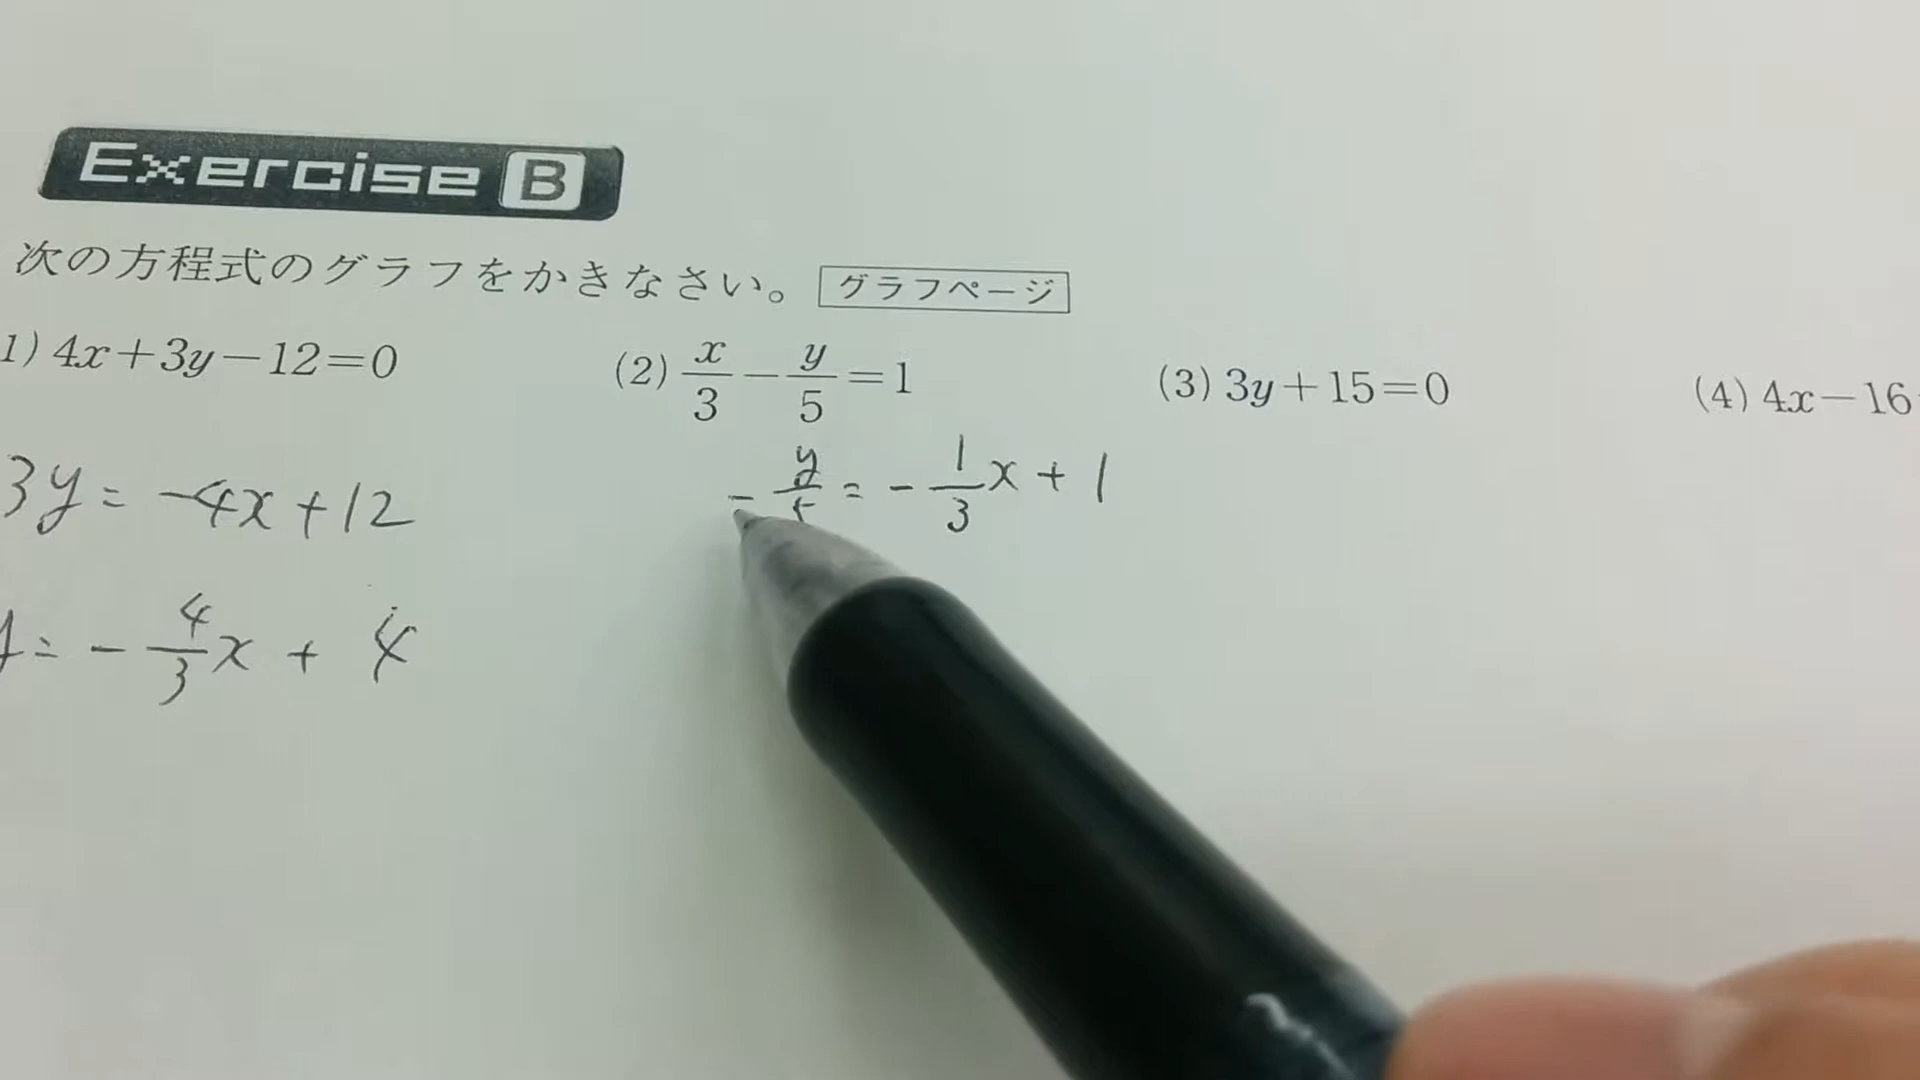 Exercise B
次の方程式のグラフをかきなさい。 グラフページ
1) 4x+3y-12=0
(2) x/3 - y/5 = 1
(3) 3y+15=0
(4) 4x-16
3y = -4x+12
- y/5 = - 1/3 x + 1
y = - 4/3 x + 4